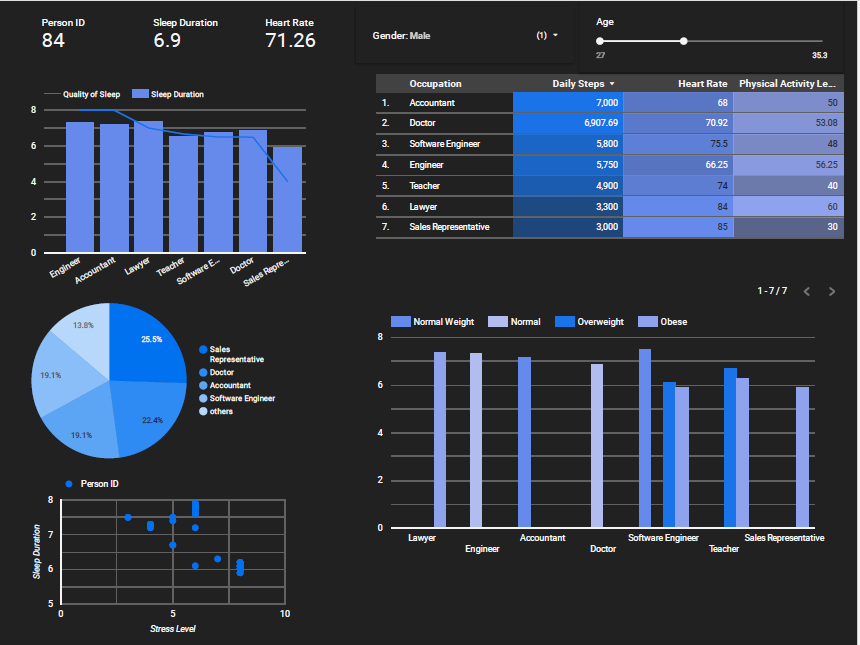 Person ID
84
Sleep Duration
6.9
Heart Rate
71.26
Gender: Male (1)
Age
27 35.3
Quality of Sleep Sleep Duration
8
6
4
2
0
Engineer Accountant Lawyer Teacher Software E... Doctor Sales Repre...
Occupation Daily Steps Heart Rate Physical Activity Le...
1. Accountant 7,000 68 50
2. Doctor 6,907.69 70.92 53.08
3. Software Engineer 5,800 75.5 48
4. Engineer 5,750 66.25 56.25
5. Teacher 4,900 74 40
6. Lawyer 3,300 84 60
7. Sales Representative 3,000 85 30
1 - 7 / 7
25.5%
22.4%
19.1%
19.1%
13.8%
Sales
Representative
Doctor
Accountant
Software Engineer
others
Normal Weight Normal Overweight Obese
8
6
4
2
0
Lawyer Engineer Accountant Doctor Software Engineer Teacher Sales Representative
Person ID
Sleep Duration
8
7
6
5
0 5 10
Stress Level